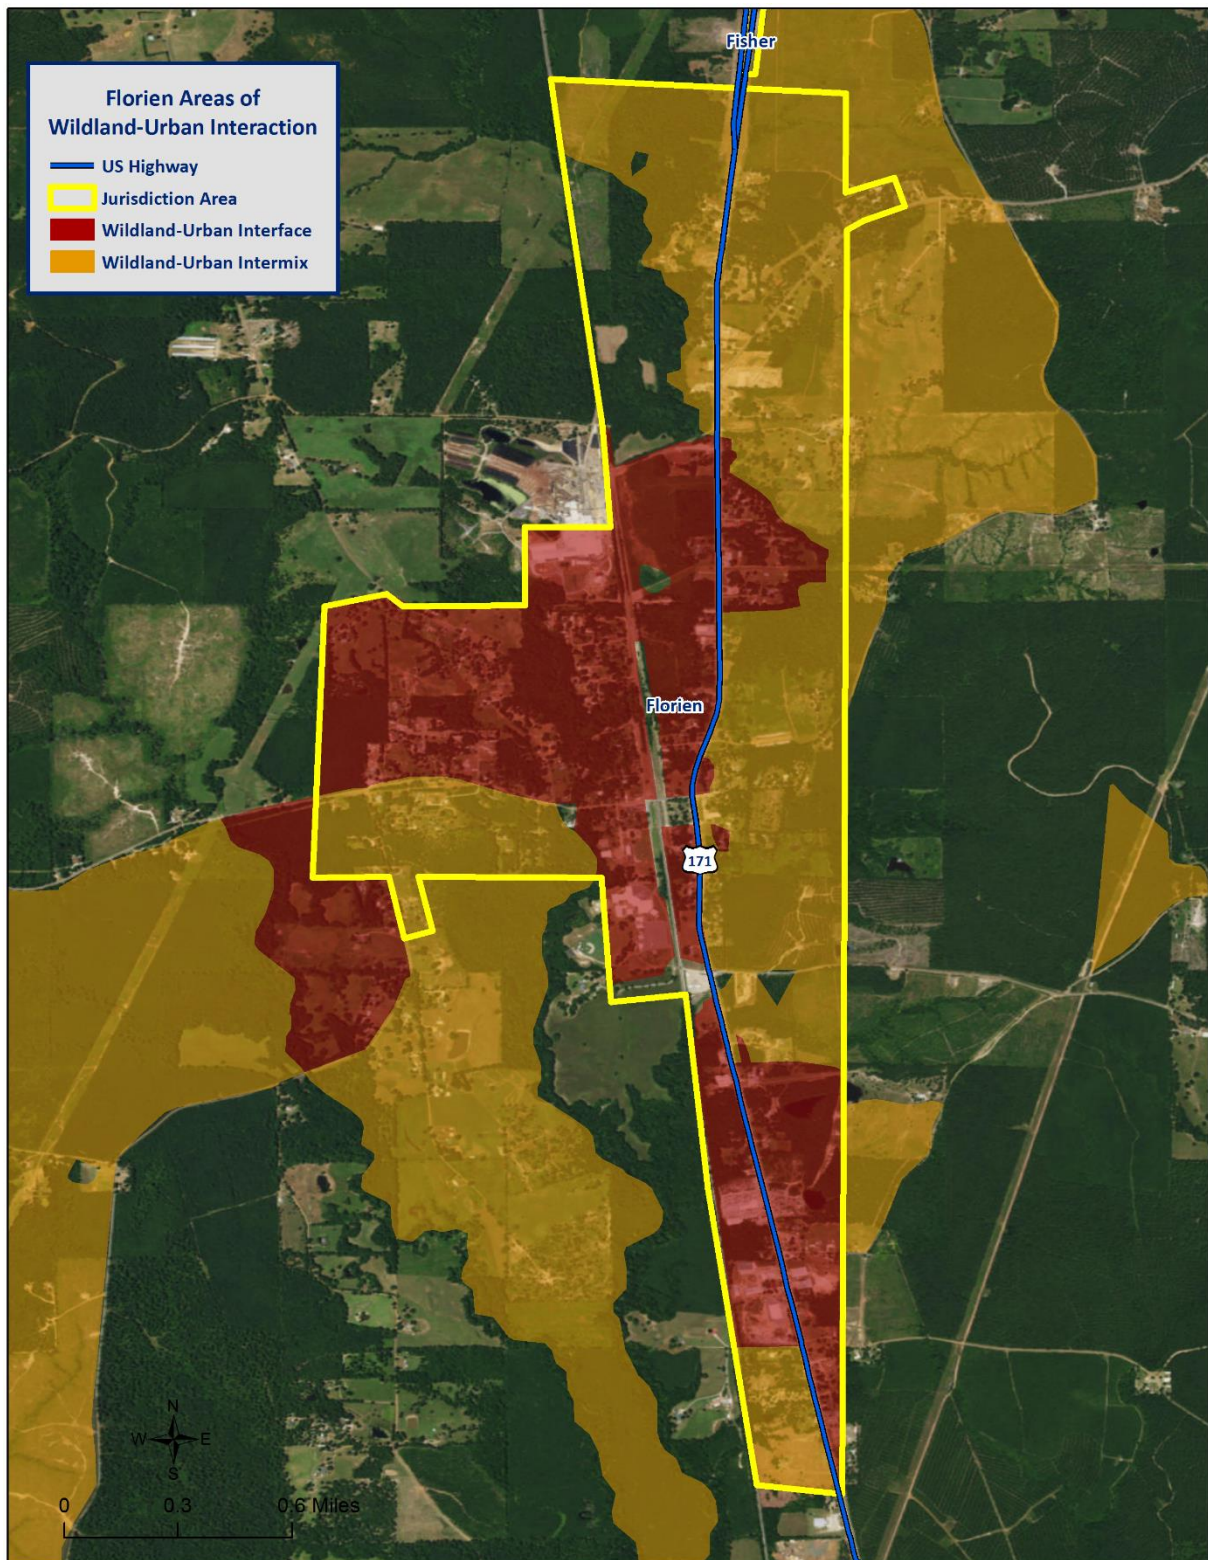 Fisher
Florien Areas of
Wildland-Urban Interaction
US Highway
Jurisdiction Area
Wildland-Urban Interface
Wildland-Urban Intermix
Florien
171
N
W E
S
0 0.3 0.6 Miles